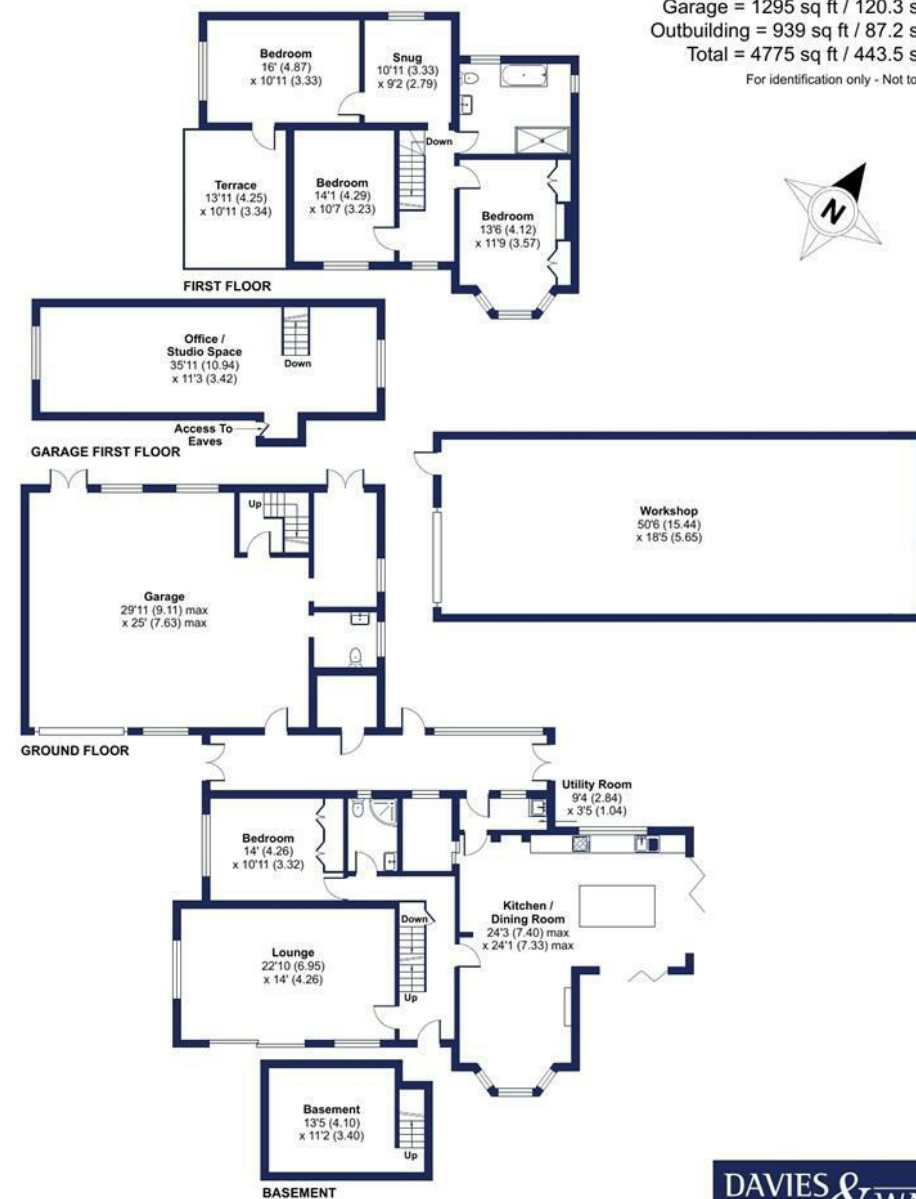 Garage = 1295 sq ft / 120.3 s
Outbuilding = 939 sq ft / 87.2 s
Total = 4775 sq ft / 443.5 s
For identification only - Not to
N
Bedroom
16' (4.87)
x 10'11 (3.33)
Snug
10'11 (3.33)
x 9'2 (2.79)
Down
Terrace
13'11 (4.25)
x 10'11 (3.34)
Bedroom
14'1 (4.29)
x 10'7 (3.23)
Bedroom
13'6 (4.12)
x 11'9 (3.57)
FIRST FLOOR
Office /
Studio Space
35'11 (10.94)
x 11'3 (3.42)
Down
Access To
Eaves
GARAGE FIRST FLOOR
Up
Workshop
50'6 (15.44)
x 18'5 (5.65)
Garage
29'11 (9.11) max
x 25' (7.63) max
GROUND FLOOR
Utility Room
9'4 (2.84)
x 3'5 (1.04)
Bedroom
14' (4.26)
x 10'11 (3.32)
Kitchen /
Dining Room
24'3 (7.40) max
x 24'1 (7.33) max
Down
Lounge
22'10 (6.95)
x 14' (4.26)
Up
Basement
13'5 (4.10)
x 11'2 (3.40)
Up
BASEMENT
DAVIES &